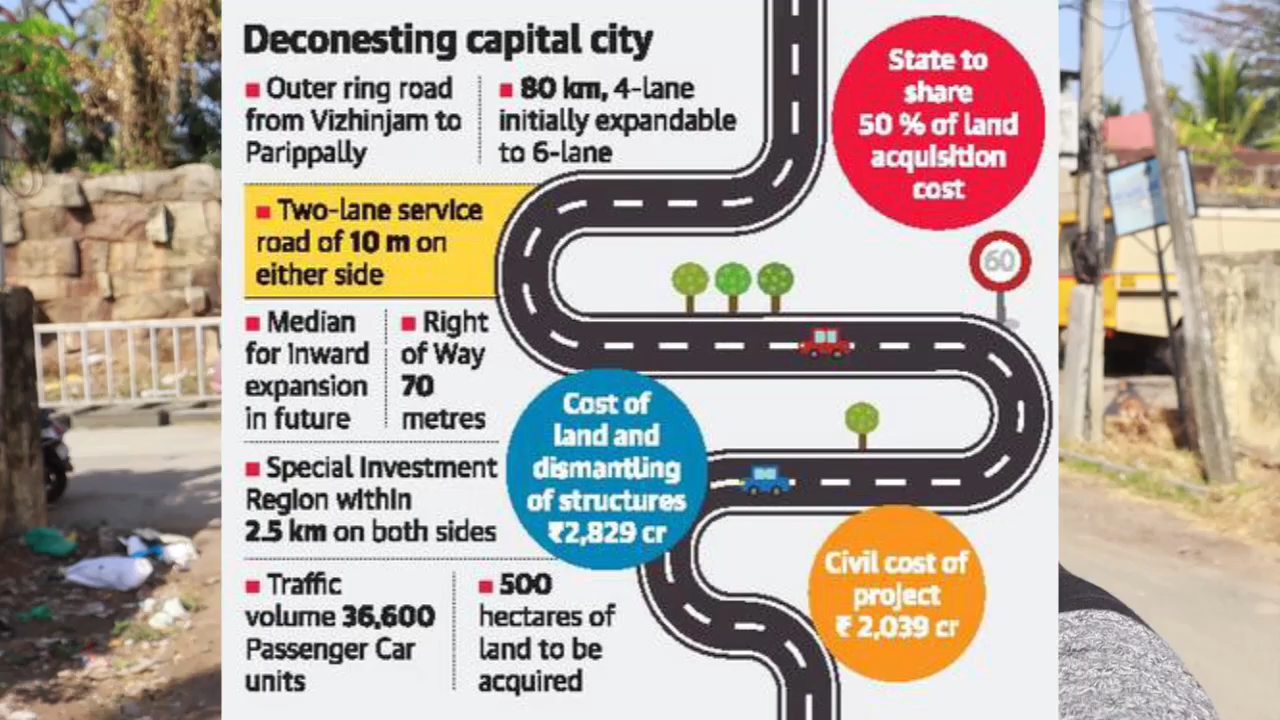 Deconesting capital city
Outer ring road
from Vizhinjam to
Parippally
80 km, 4-lane
initially expandable
to 6-lane
State to
share
50 % of land
acquisition
cost
Two-lane service
road of 10 m on
either side
60
Median
for inward
expansion
in future
Right
of Way
70
metres
Cost of
land and
dismantling
of structures
₹2,829 cr
Special Investment
Region within
2.5 km on both sides
Civil cost of
project
₹ 2,039 cr
Traffic
volume 36,600
Passenger Car
units
500
hectares of
land to be
acquired